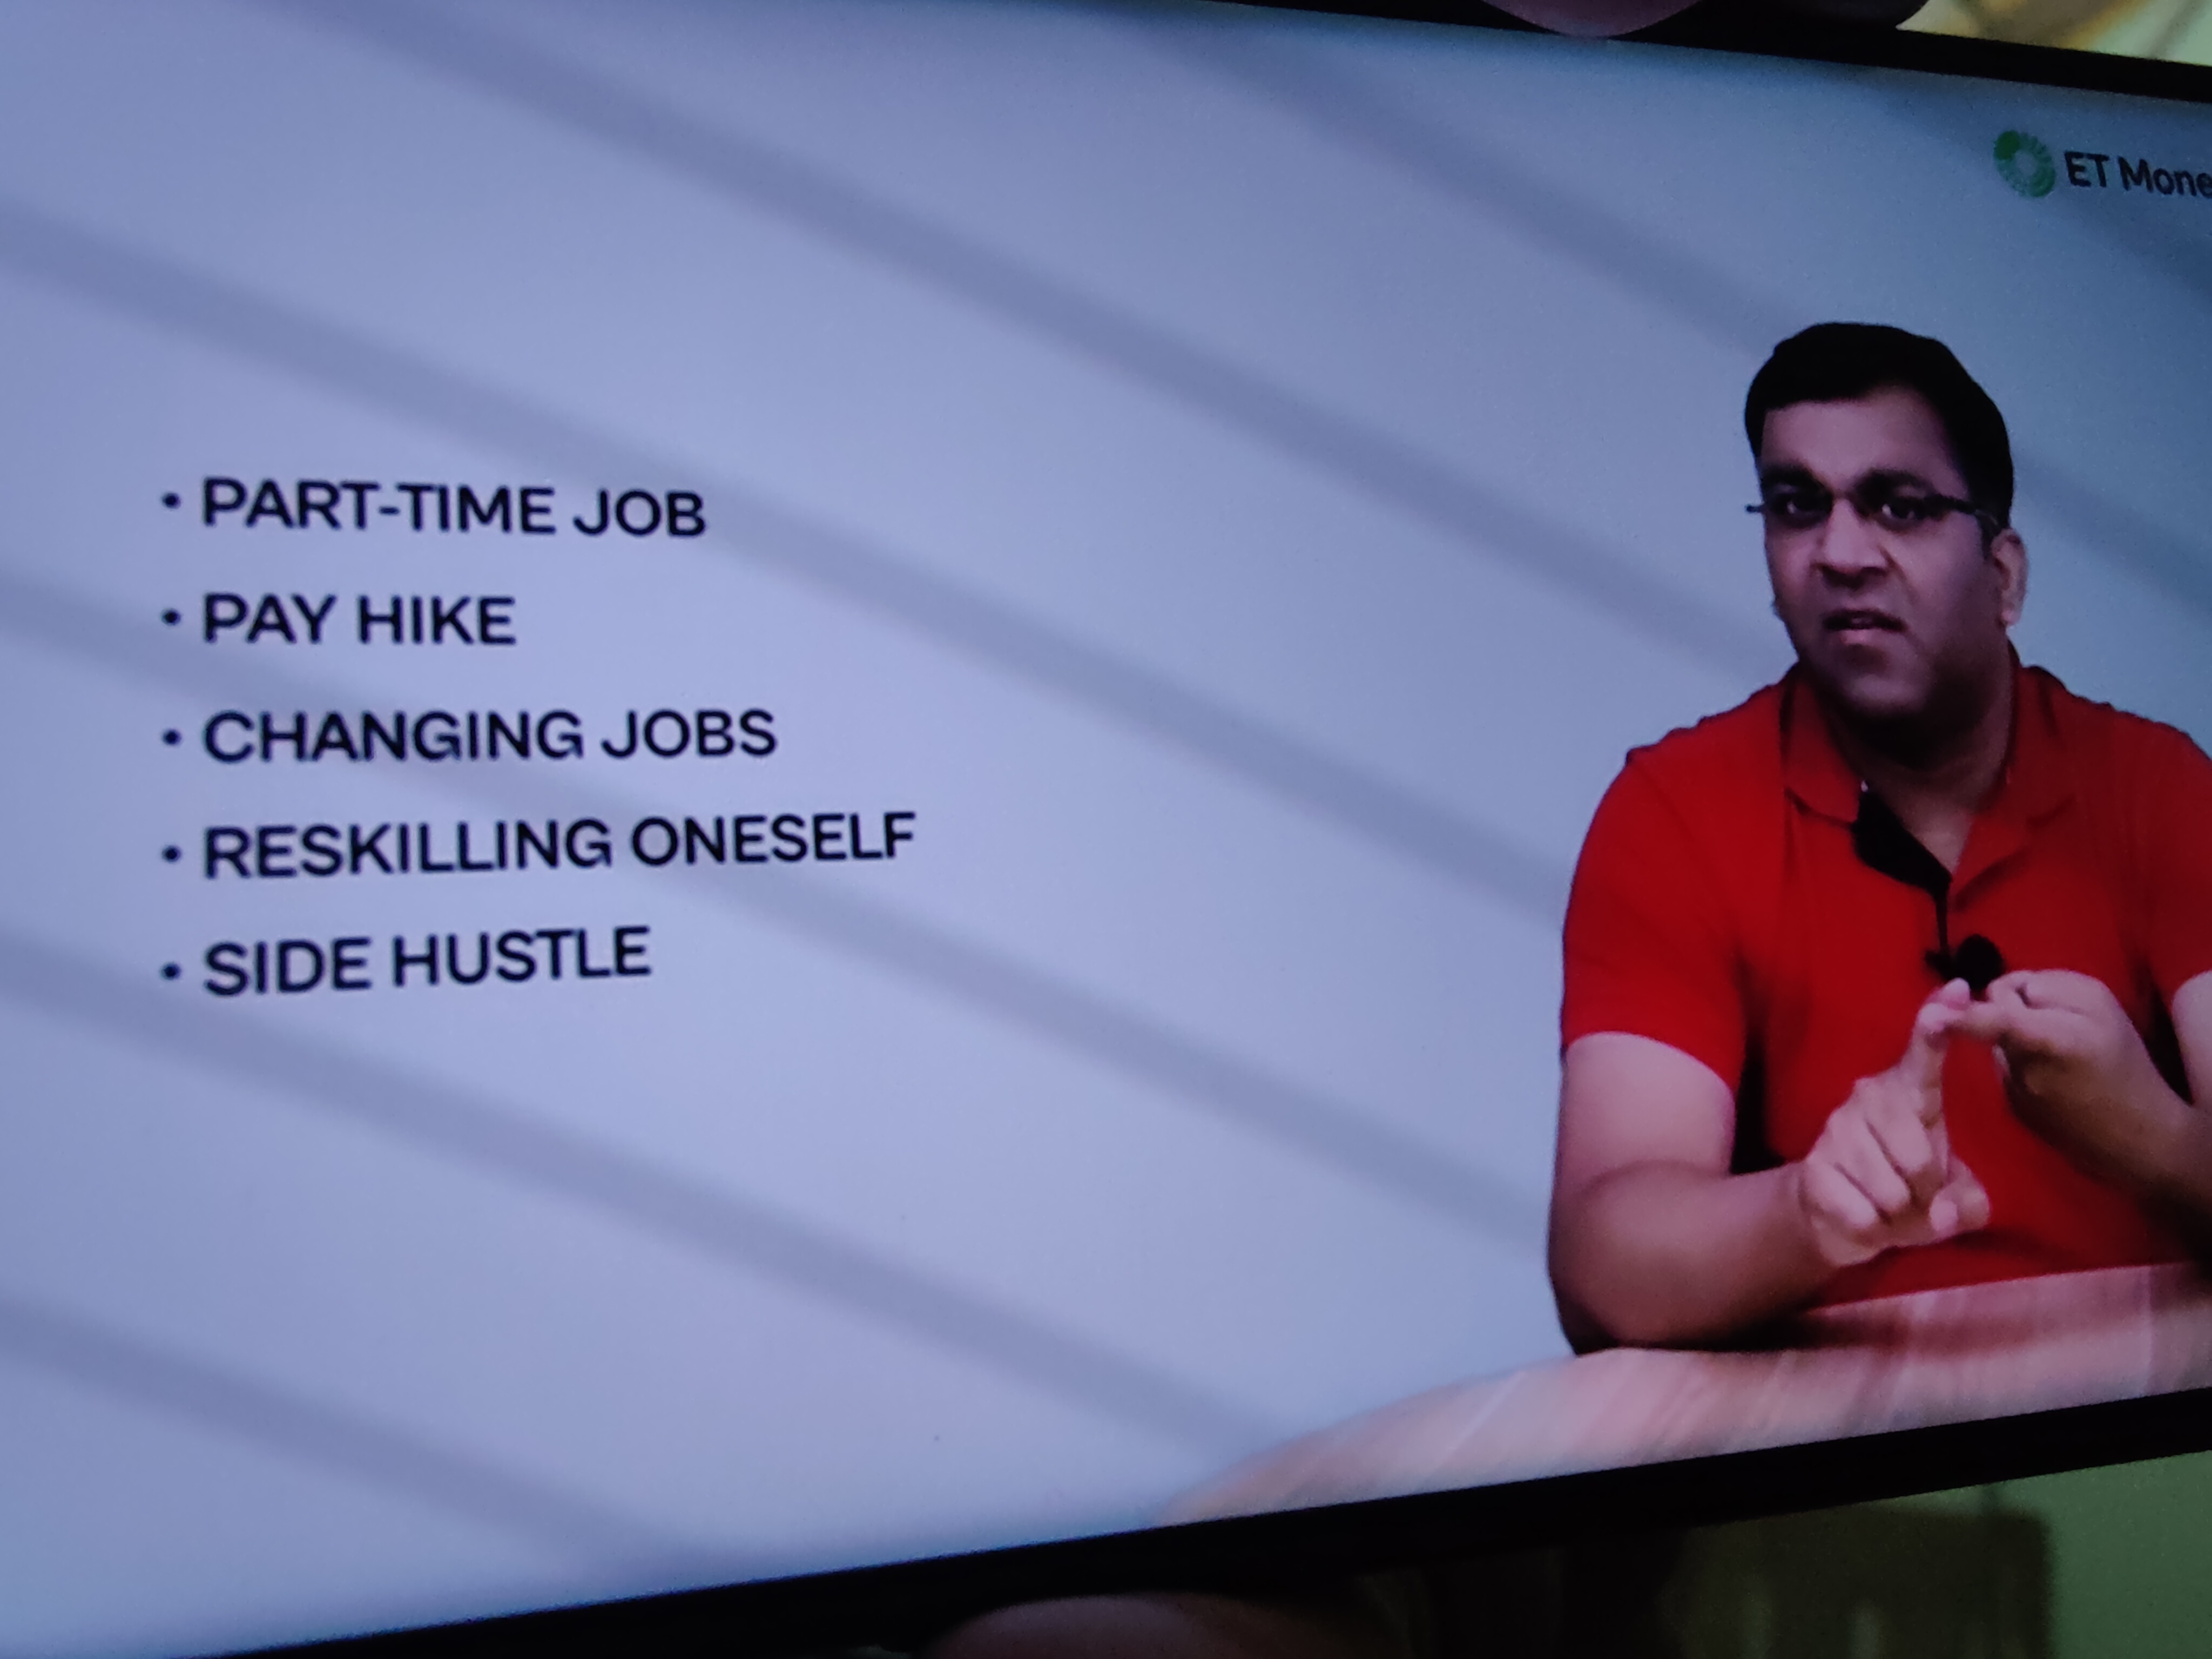 ET Mone
• PART-TIME JOB
• PAY HIKE
• CHANGING JOBS
• RESKILLING ONESELF
• SIDE HUSTLE